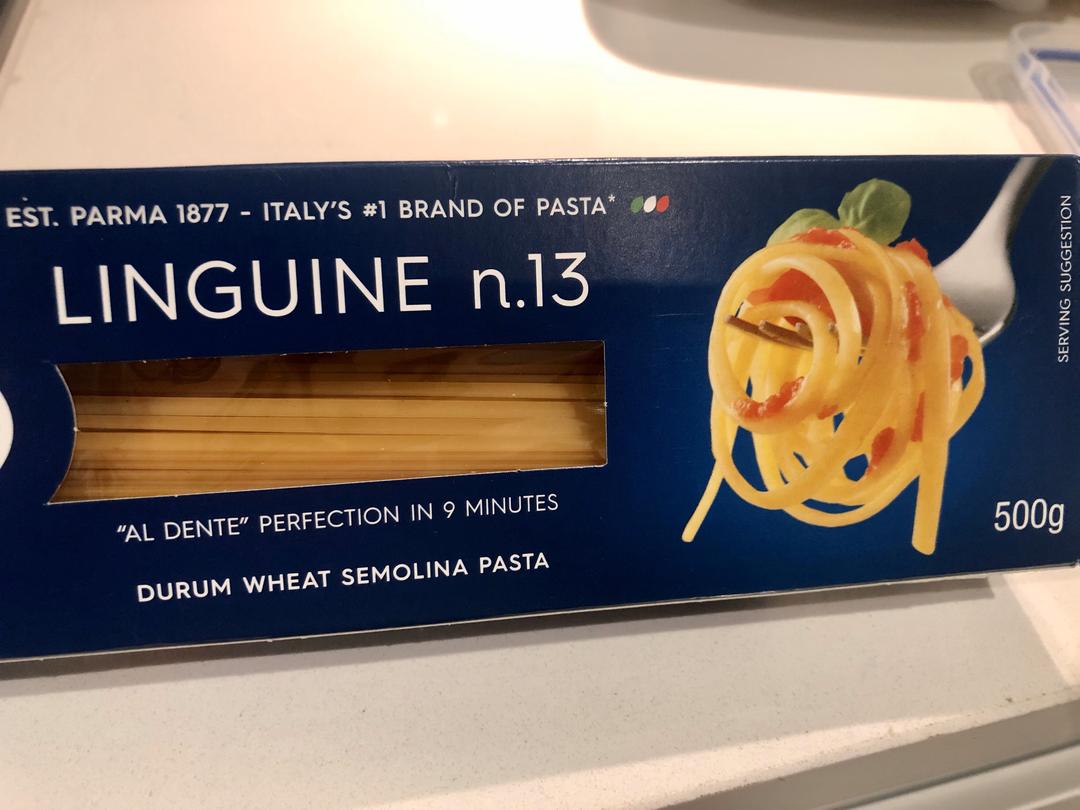 EST. PARMA 1877 - ITALY'S #1 BRAND OF PASTA*
LINGUINE n.13
"AL DENTE" PERFECTION IN 9 MINUTES
DURUM WHEAT SEMOLINA PASTA
500g
SERVING SUGGESTION